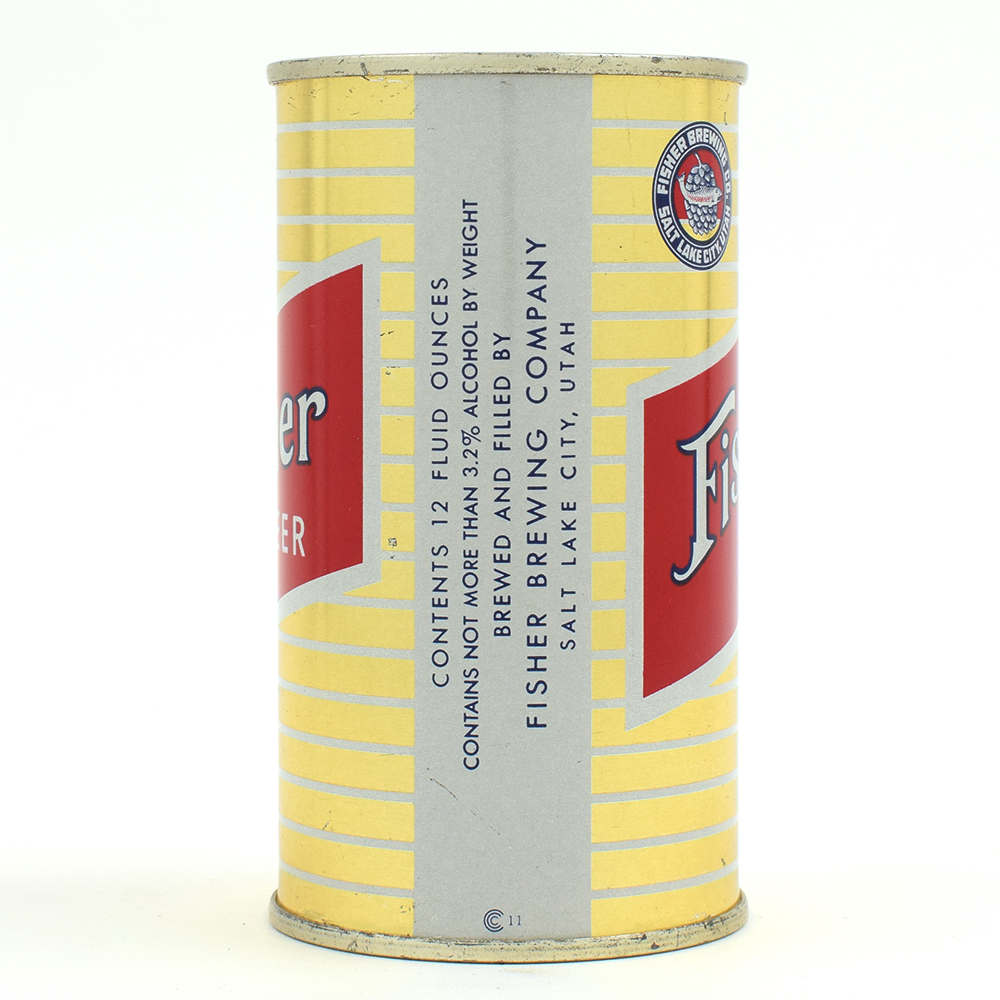 FISHER BREWING CO.
SALT LAKE CITY, UTAH
er
EER
Fis
CONTENTS 12 FLUID OUNCES
CONTAINS NOT MORE THAN 3.2% ALCOHOL BY WEIGHT
BREWED AND FILLED BY
FISHER BREWING COMPANY
SALT LAKE CITY, UTAH
CCC 11